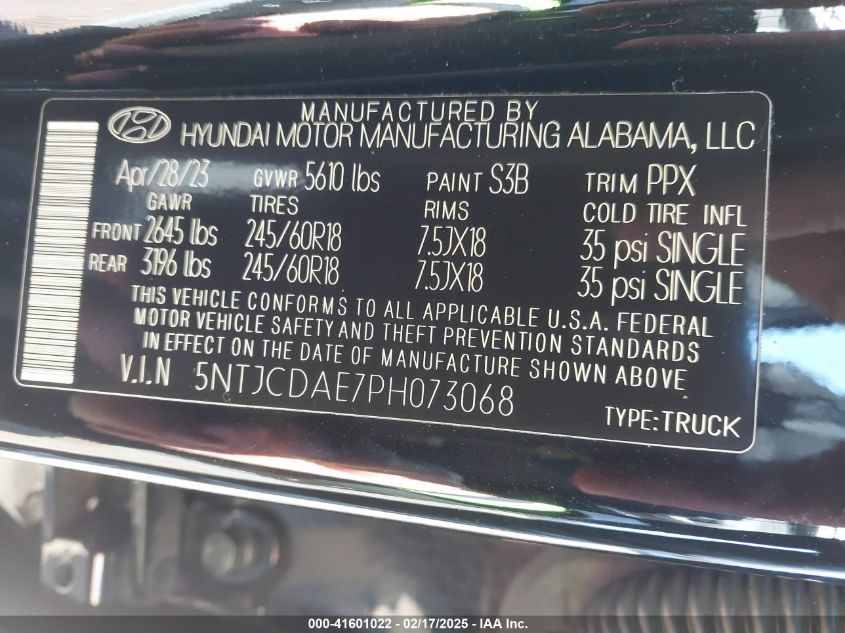 MANUFACTURED BY
HYUNDAI MOTOR MANUFACTURING ALABAMA, LLC
Apr/28/23 GVWR 5610 lbs PAINT S3B TRIM PPX
GAWR TIRES RIMS COLD TIRE INFL
FRONT 2645 lbs 245/60R18 7.5JX18 35 psi SINGLE
REAR 3196 lbs 245/60R18 7.5JX18 35 psi SINGLE
THIS VEHICLE CONFORMS TO ALL APPLICABLE U.S.A. FEDERAL
MOTOR VEHICLE SAFETY AND THEFT PREVENTION STANDARDS
IN EFFECT ON THE DATE OF MANUFACTURE SHOWN ABOVE
V.I.N 5NTJCDAE7PH073068 TYPE:TRUCK
000-41601022 - 02/17/2025 - IAA Inc.